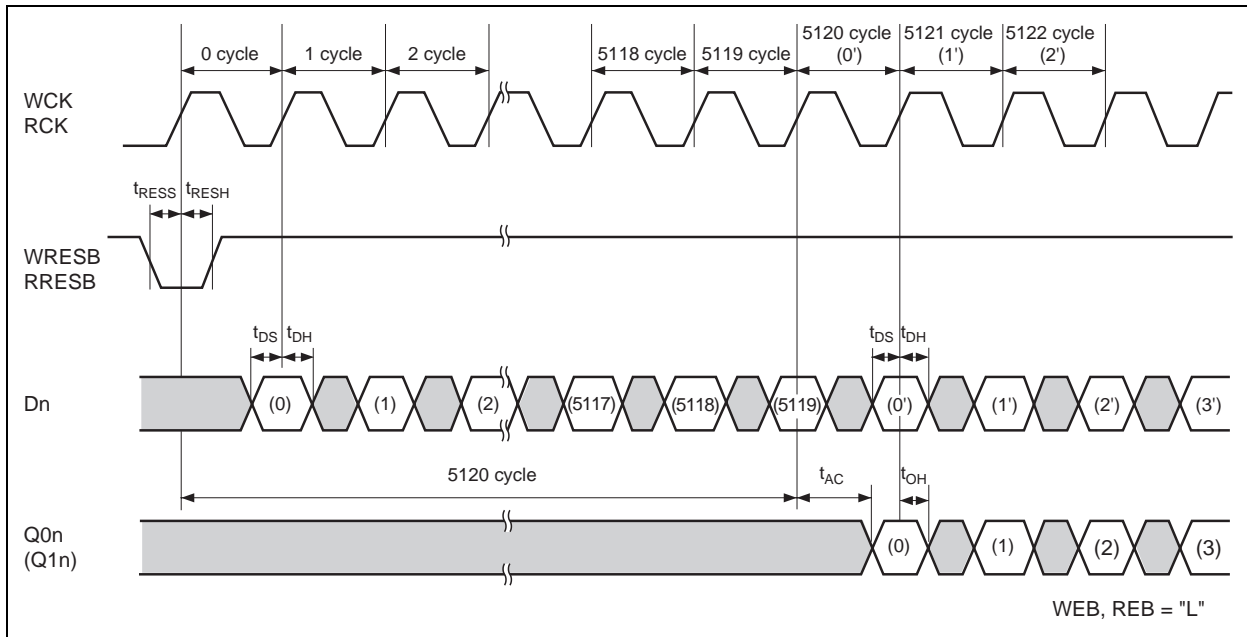 0 cycle
1 cycle
2 cycle
5118 cycle
5119 cycle
5120 cycle
(0')
5121 cycle
(1')
5122 cycle
(2')
WCK
RCK
tRESS
tRESH
WRESB
RRESB
tDS
tDH
tDS
tDH
Dn
(0)
(1)
(2)
(5117)
(5118)
(5119)
(0')
(1')
(2')
(3')
5120 cycle
tAC
tOH
Q0n
(Q1n)
(0)
(1)
(2)
(3)
WEB, REB = "L"